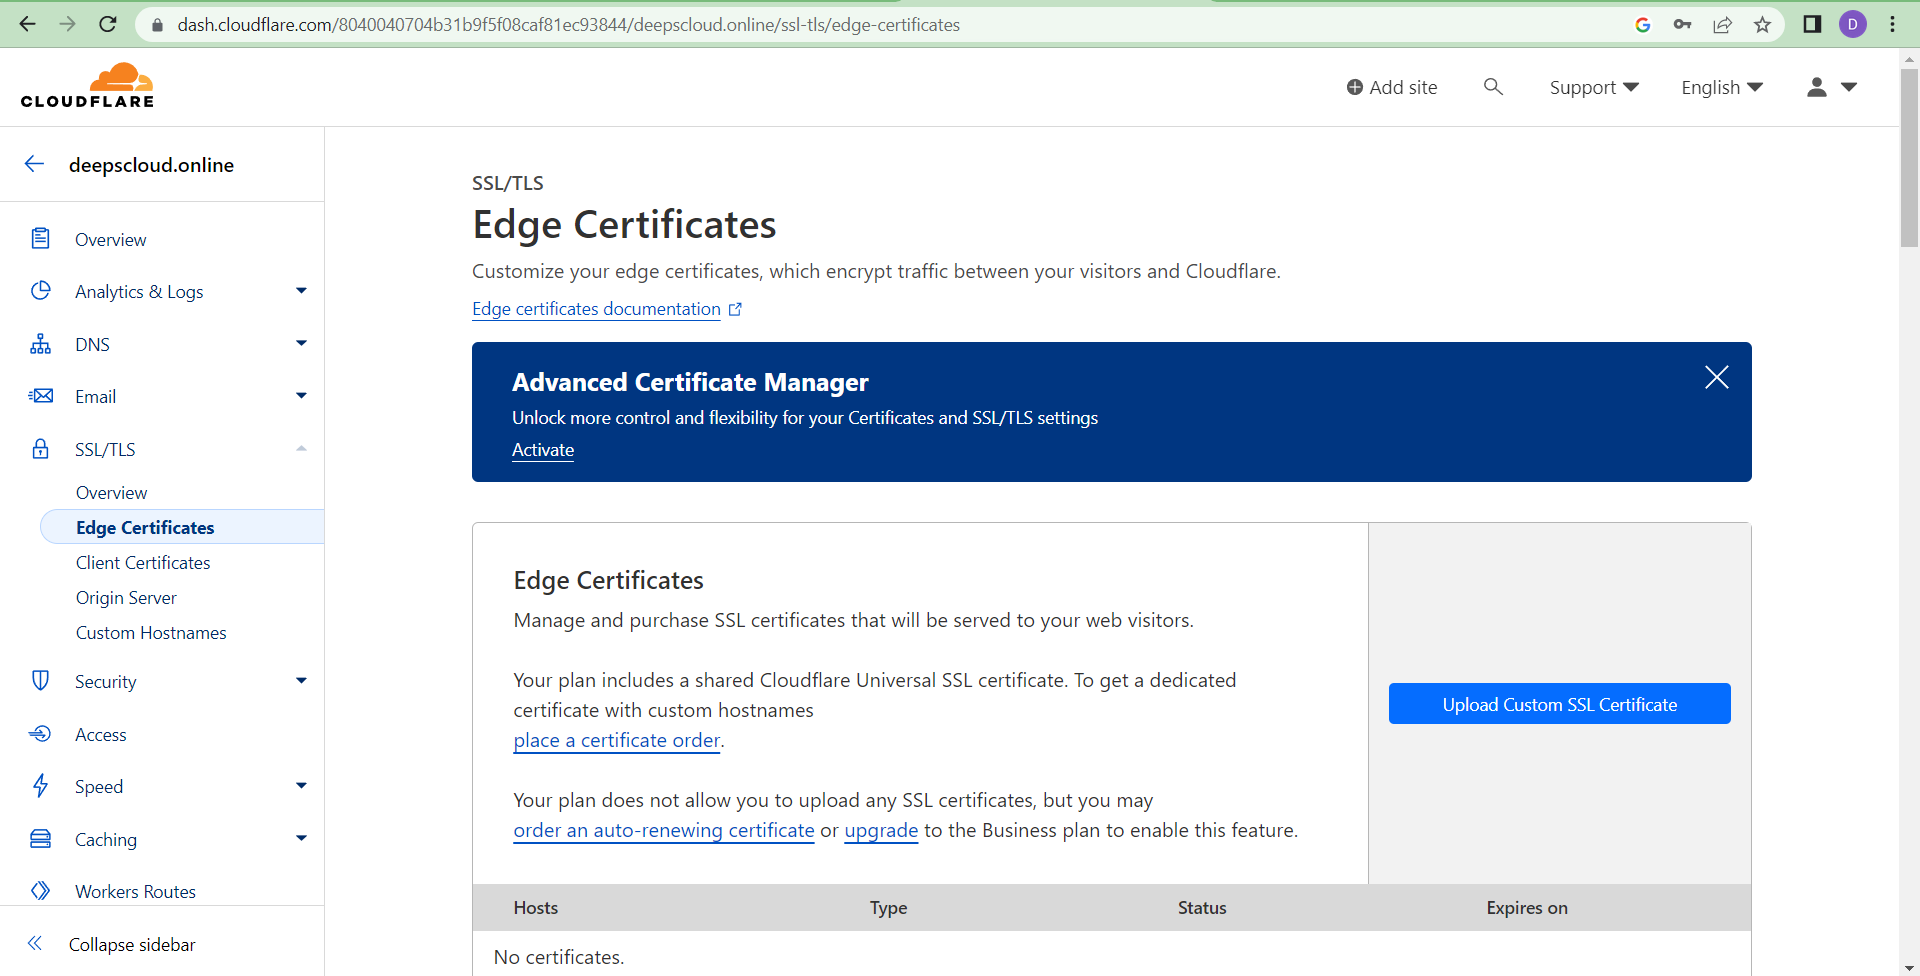 dash.cloudflare.com/8040040704b31b9f5f08caf81ec93844/deepscloud.online/ssl-tls/edge-certificates
D
CLOUDFLARE
Add site
Support
English
deepscloud.online
Overview
Analytics & Logs
DNS
Email
SSL/TLS
Overview
Edge Certificates
Client Certificates
Origin Server
Custom Hostnames
Security
Access
Speed
Caching
Workers Routes
Collapse sidebar
SSL/TLS
Edge Certificates
Customize your edge certificates, which encrypt traffic between your visitors and Cloudflare.
Edge certificates documentation
Advanced Certificate Manager
Unlock more control and flexibility for your Certificates and SSL/TLS settings
Activate
Edge Certificates
Manage and purchase SSL certificates that will be served to your web visitors.
Your plan includes a shared Cloudflare Universal SSL certificate. To get a dedicated
certificate with custom hostnames
place a certificate order.
Your plan does not allow you to upload any SSL certificates, but you may
order an auto-renewing certificate or upgrade to the Business plan to enable this feature.
Upload Custom SSL Certificate
Hosts Type Status Expires on
No certificates.